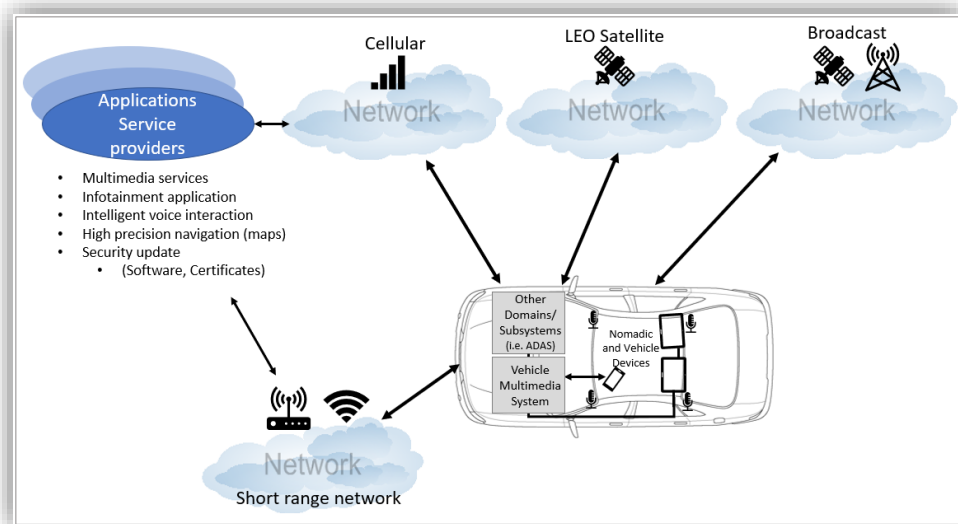 Cellular
LEO Satellite
Broadcast
Network
Network
Network
Applications
Service
providers
• Multimedia services
• Infotainment application
• Intelligent voice interaction
• High precision navigation (maps)
• Security update
• (Software, Certificates)
Other
Domains/
Subsystems
(i.e. ADAS)
Vehicle
Multimedia
System
Nomadic
and Vehicle
Devices
Network
Short range network